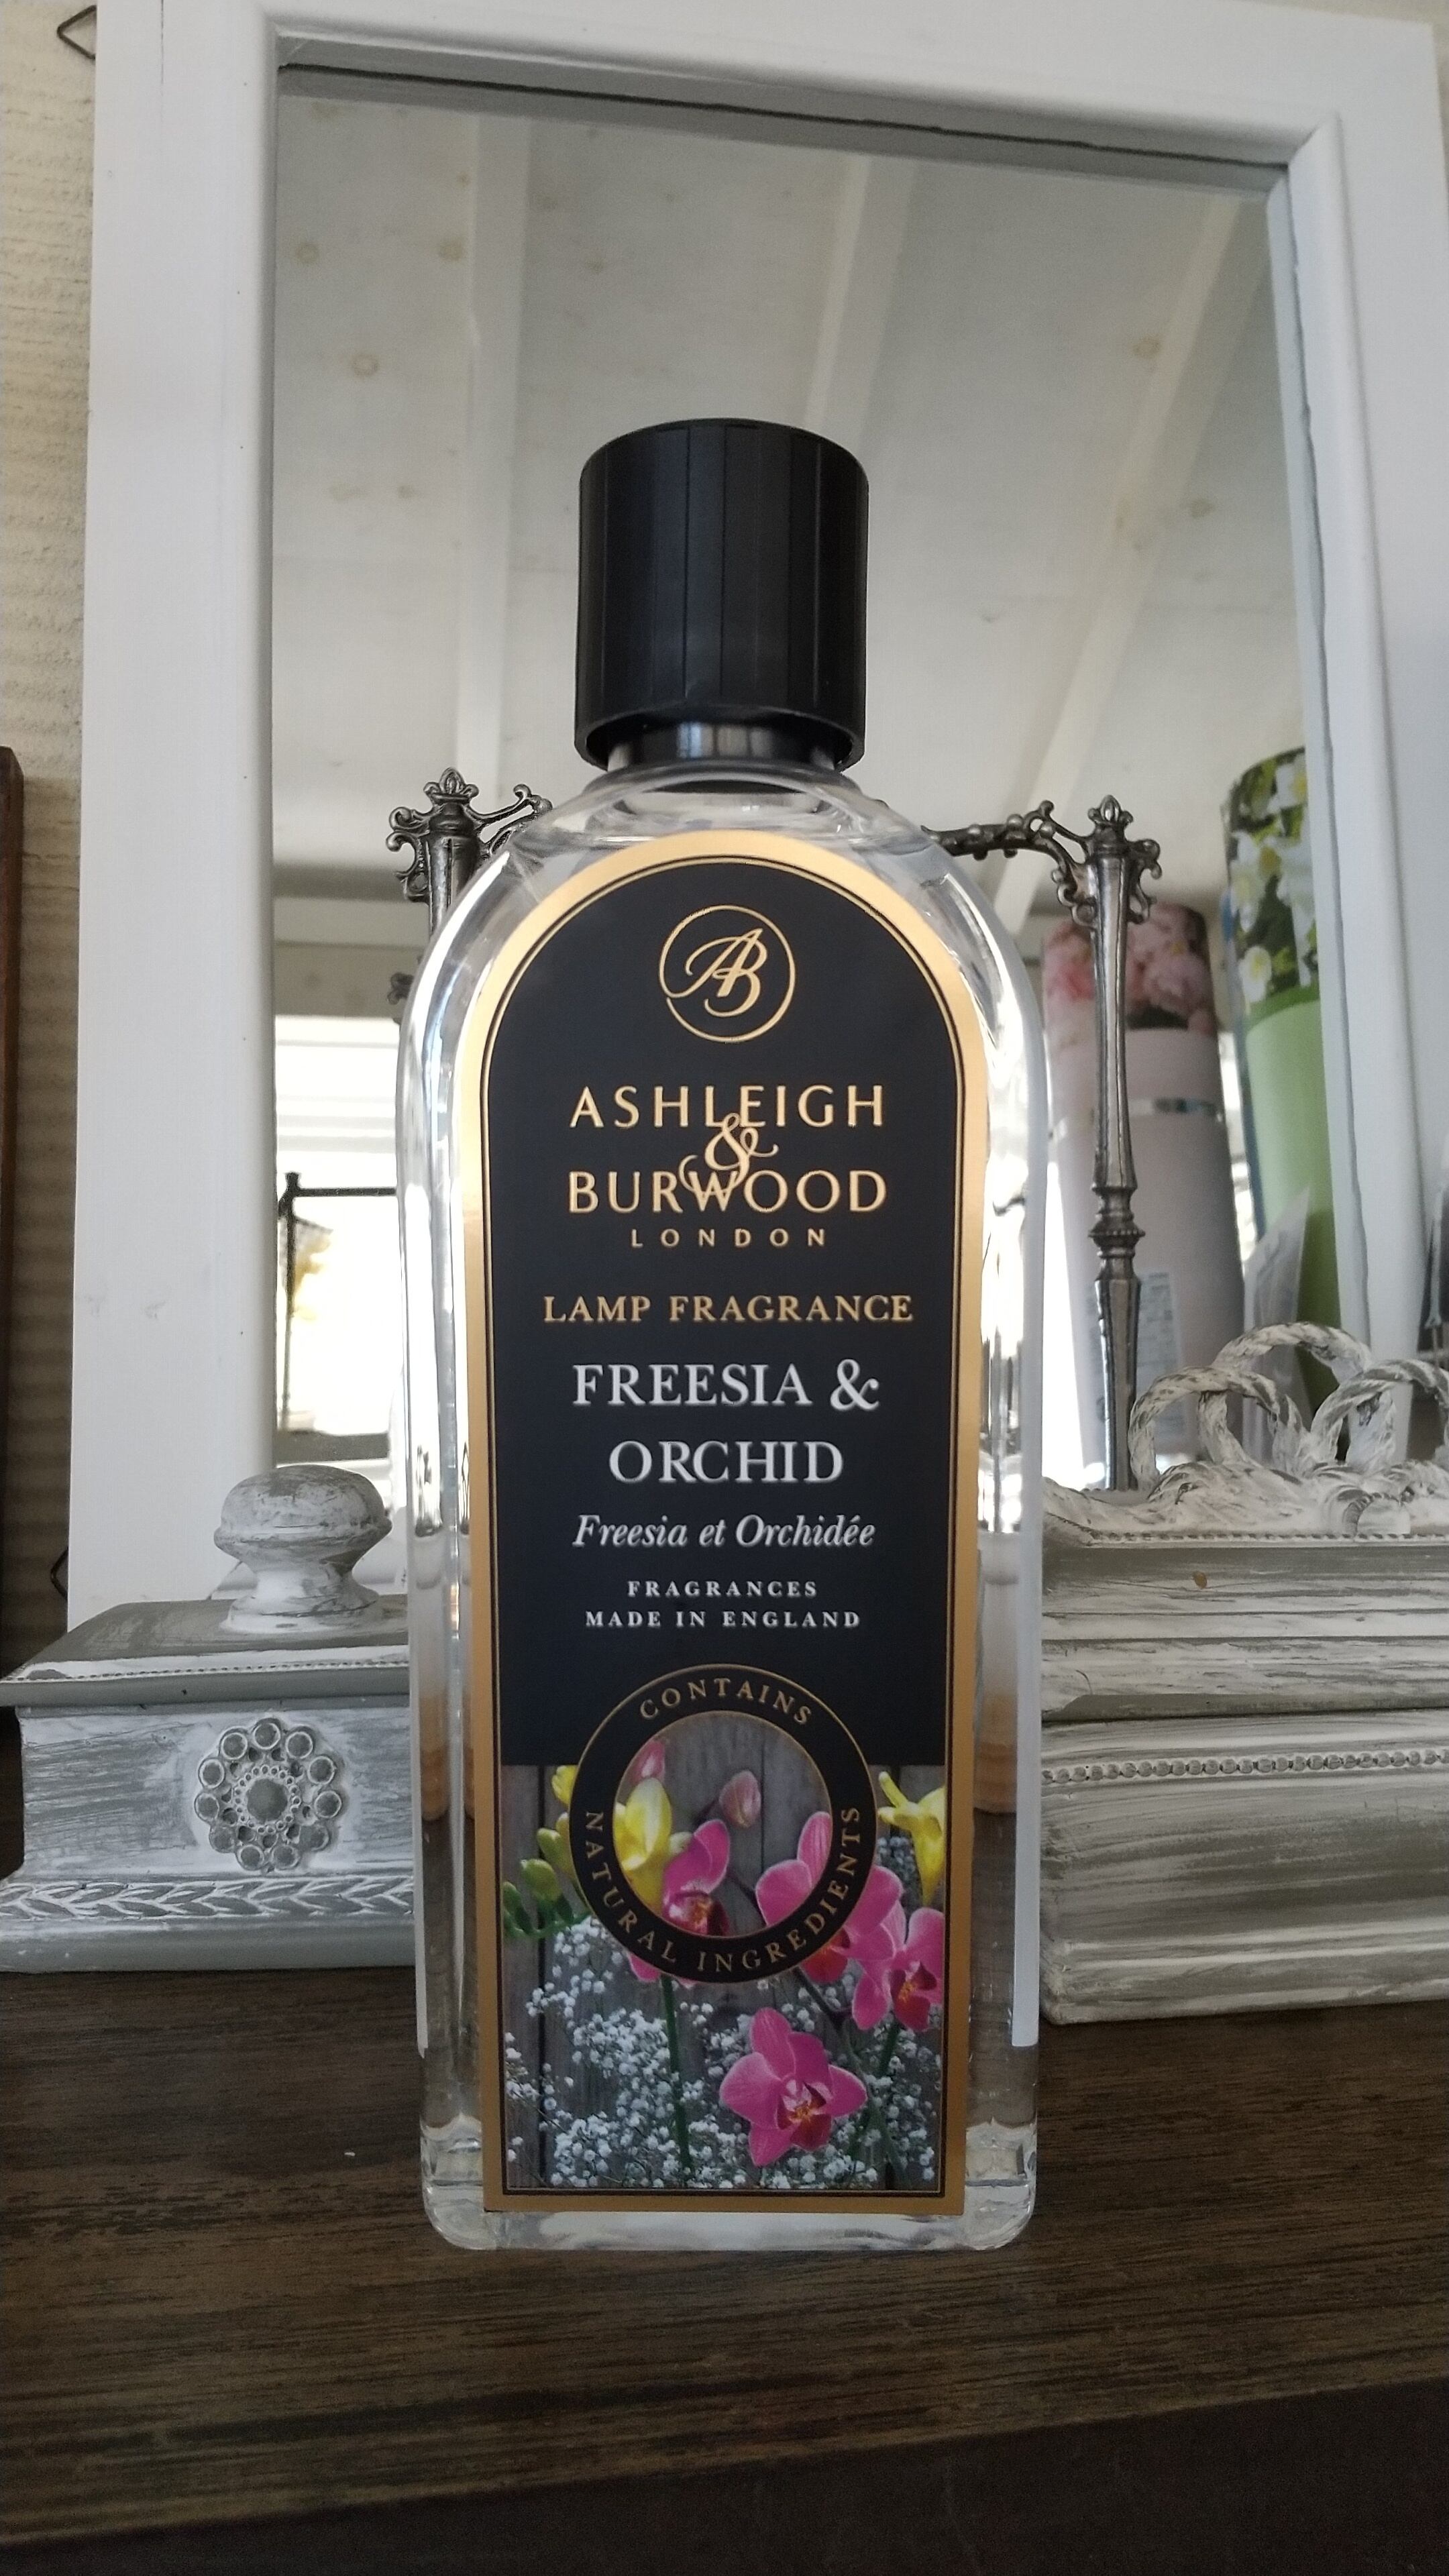 AB
ASHLEIGH
&
BURWOOD
LONDON
LAMP FRAGRANCE
FREESIA &
ORCHID
Freesia et Orchidée
FRAGRANCES
MADE IN ENGLAND
CONTAINS
NATURAL INGREDIENTS